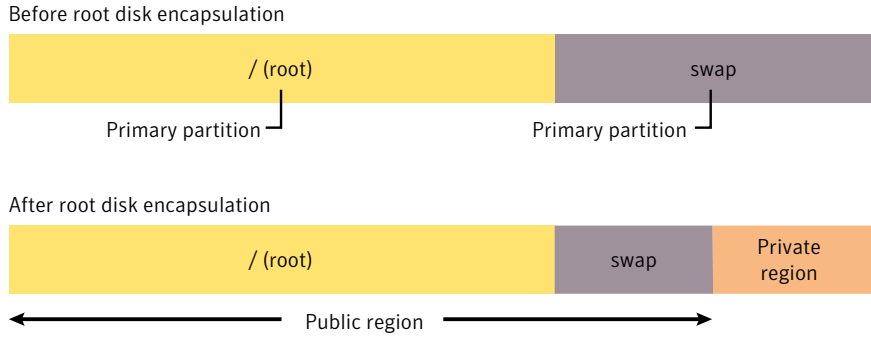 Before root disk encapsulation
/ (root)
swap
Primary partition
Primary partition
After root disk encapsulation
/ (root)
swap
Private
region
Public region